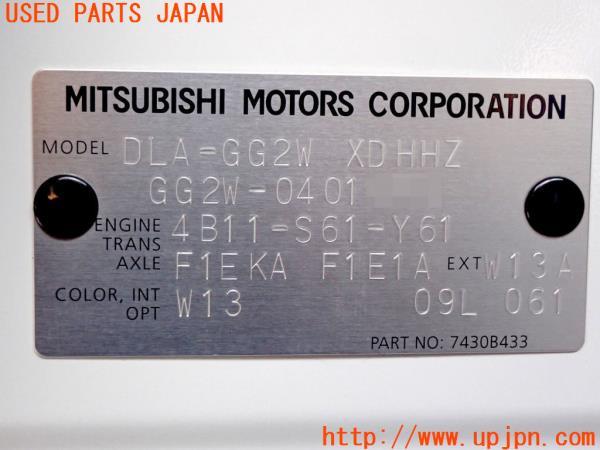 USED PARTS JAPAN
MITSUBISHI MOTORS CORPORATION
MODEL DLA-GG2W XDHHZ
GG2W-0401
ENGINE 4B11-S61-Y61
TRANS
AXLE F1EKA F1E1A EXT W13A
COLOR, INT W13 09L 061
OPT
PART NO: 7430B433
http://www.upjpn.com